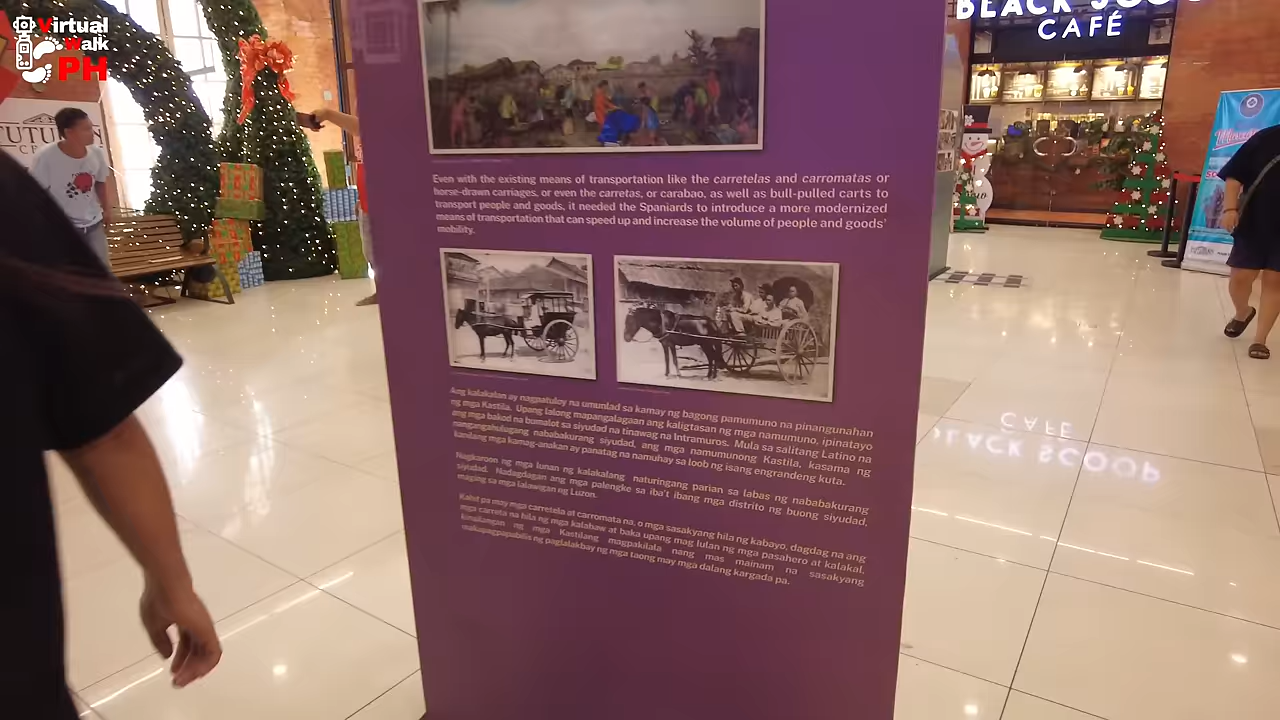 Virtual
Walk
PH
BLACK SCOOP
CAFÉ
Even with the existing means of transportation like the carretelas and carromatas or
horse-drawn carriages, or even the carretas, or carabao, as well as bull-pulled carts to
transport people and goods, it needed the Spaniards to introduce a more modernized
means of transportation that can speed up and increase the volume of people and goods'
mobility.
Ang kalakalan ay nagpatuloy na umunlad sa kamay ng bagong pamumuno na pinangunahan
ng mga Kastila. Upang lalong mapangalagaan ang kaligtasan ng mga namumuno, ipinatayo
ang mga bakod na bumalot sa siyudad na tinawag na Intramuros. Mula sa salitang Latino na
nangangahulugang nababakurang siyudad, ang mga namumunong Kastila, kasama ng
kanilang mga kamag-anakan ay panatag na namuhay sa loob ng isang engrandeng kuta.
Nagkaroon ng mga lunan ng kalakalang naturingang parian sa labas ng nababakurang
siyudad. Nadagdagan ang mga palengke sa iba't ibang mga distrito ng buong siyudad,
maging sa mga lalawigan ng Luzon.
Kahit pa may mga carretela at carromata na, o mga sasakyang hila ng kabayo, dagdag na ang
mga carreta na hila ng mga kalabaw at baka upang mag lulan ng mga pasahero at kalakal,
kinailangan ng mga Kastilang magpakilala nang mas mainam na sasakyang
makapagpapabilis ng paglalakbay ng mga taong may mga dalang kargada pa.
CAFÉ
BLACK SCOOP